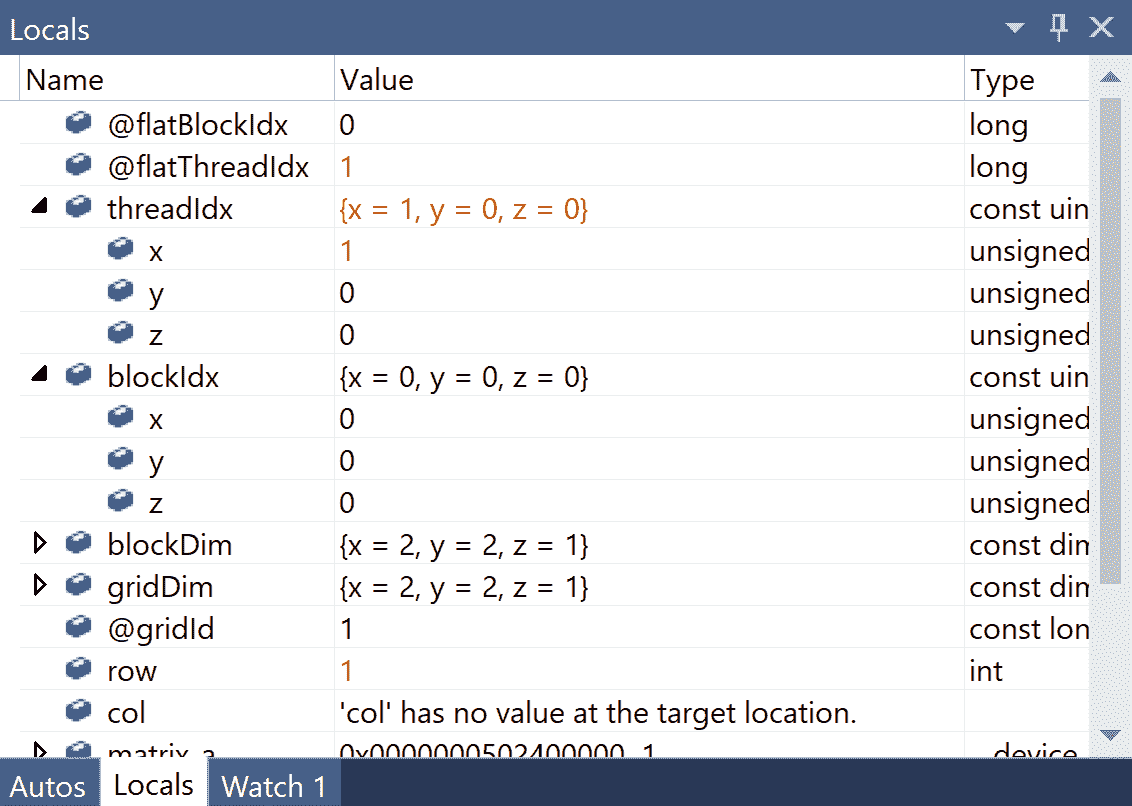 Locals
Name Value Type
@flatBlockIdx 0 long
@flatThreadIdx 1 long
threadIdx {x = 1, y = 0, z = 0} const uin
x 1 unsigned
y 0 unsigned
z 0 unsigned
blockIdx {x = 0, y = 0, z = 0} const uin
x 0 unsigned
y 0 unsigned
z 0 unsigned
blockDim {x = 2, y = 2, z = 1} const dim
gridDim {x = 2, y = 2, z = 1} const dim
@gridId 1 const lon
row 1 int
col 'col' has no value at the target location.
matrix_a 0x0000000502400000 1 device
Autos Locals Watch 1